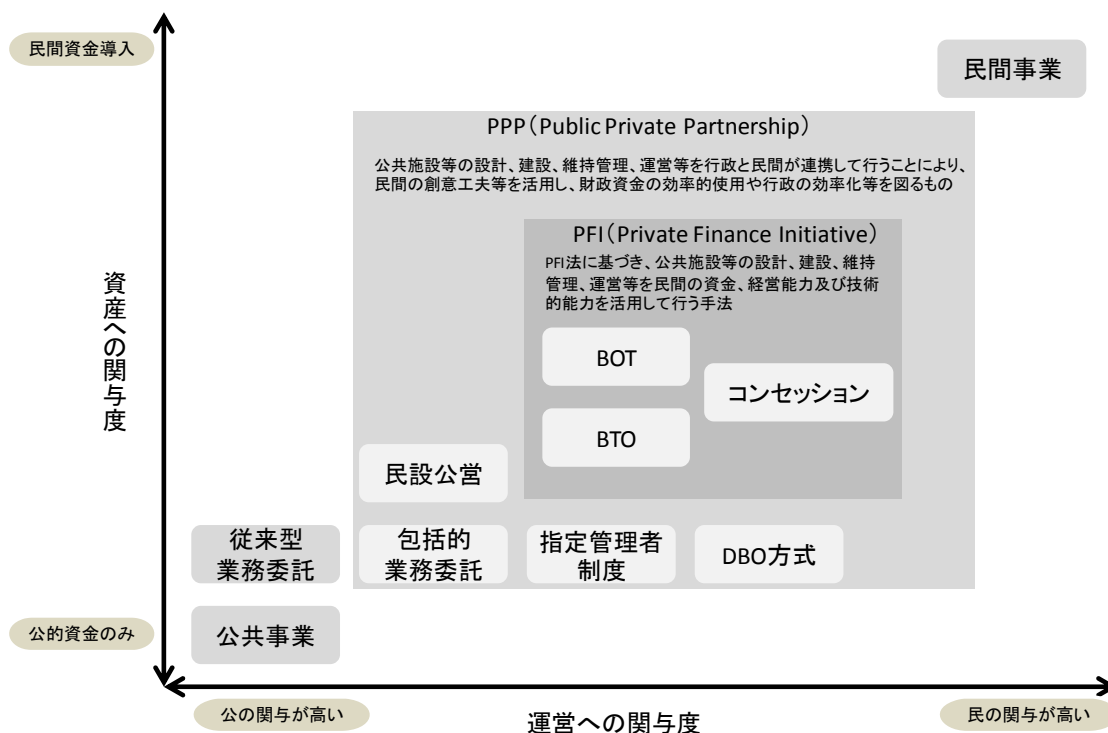 民間資金導入
民間事業
PPP(Public Private Partnership)
公共施設等の設計、建設、維持管理、運営等を行政と民間が連携して行うことにより、
民間の創意工夫等を活用し、財政資金の効率的使用や行政の効率化等を図るもの
PFI(Private Finance Initiative)
PFI法に基づき、公共施設等の設計、建設、維持
管理、運営等を民間の資金、経営能力及び技術
的能力を活用して行う手法
資産への関与度
BOT
コンセッション
BTO
民設公営
従来型
業務委託
包括的
業務委託
指定管理者
制度
DBO方式
公的資金のみ
公共事業
公の関与が高い
運営への関与度
民の関与が高い